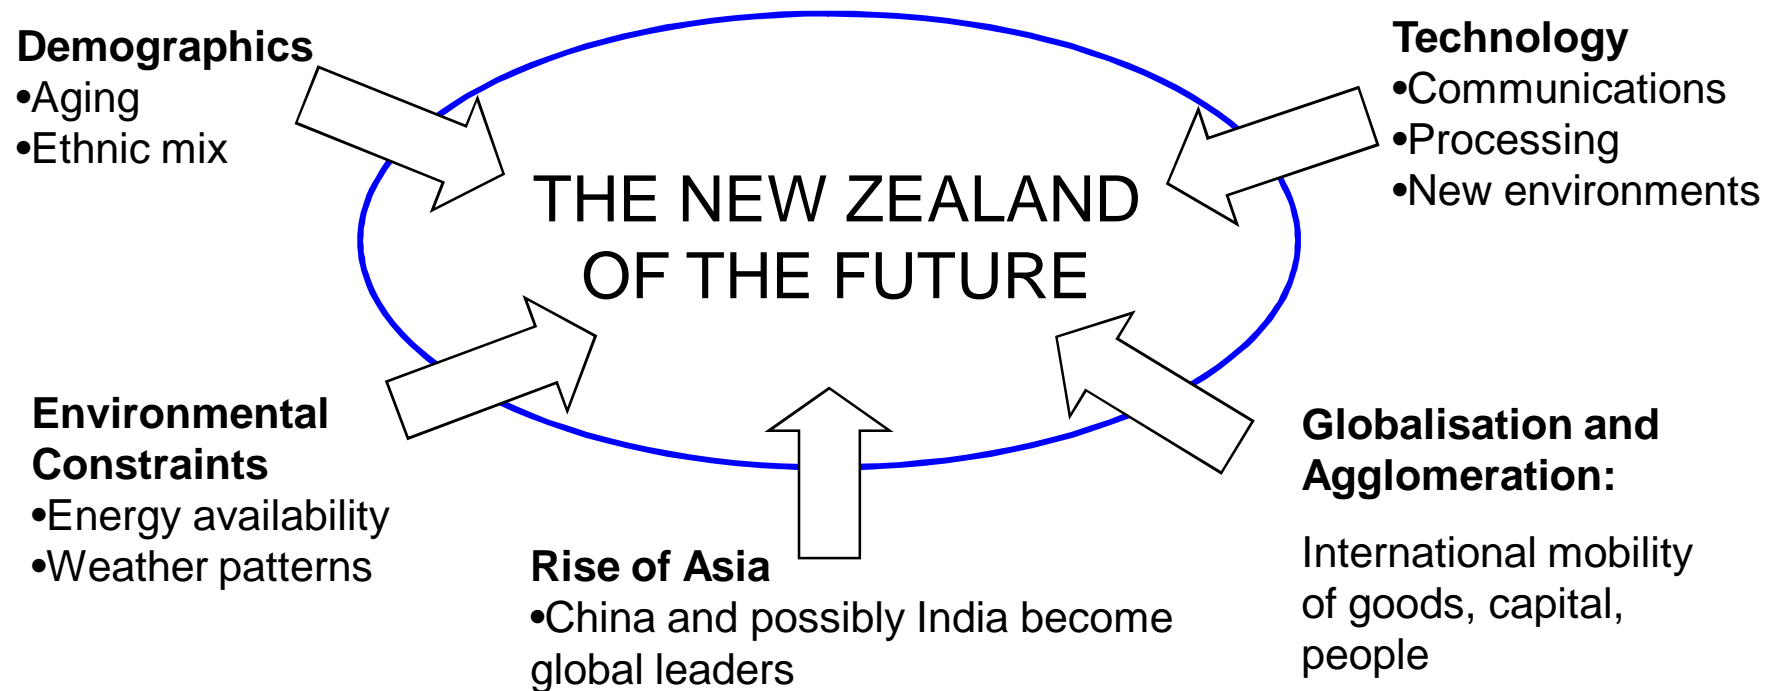 Demographics
•Aging
•Ethnic mix
Technology
•Communications
•Processing
•New environments
THE NEW ZEALAND
OF THE FUTURE
Environmental
Constraints
•Energy availability
•Weather patterns
Rise of Asia
•China and possibly India become
global leaders
Globalisation and
Agglomeration:
International mobility
of goods, capital,
people